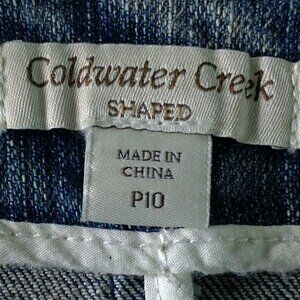 Coldwater Creek
SHAPED
MADE IN
CHINA
P10